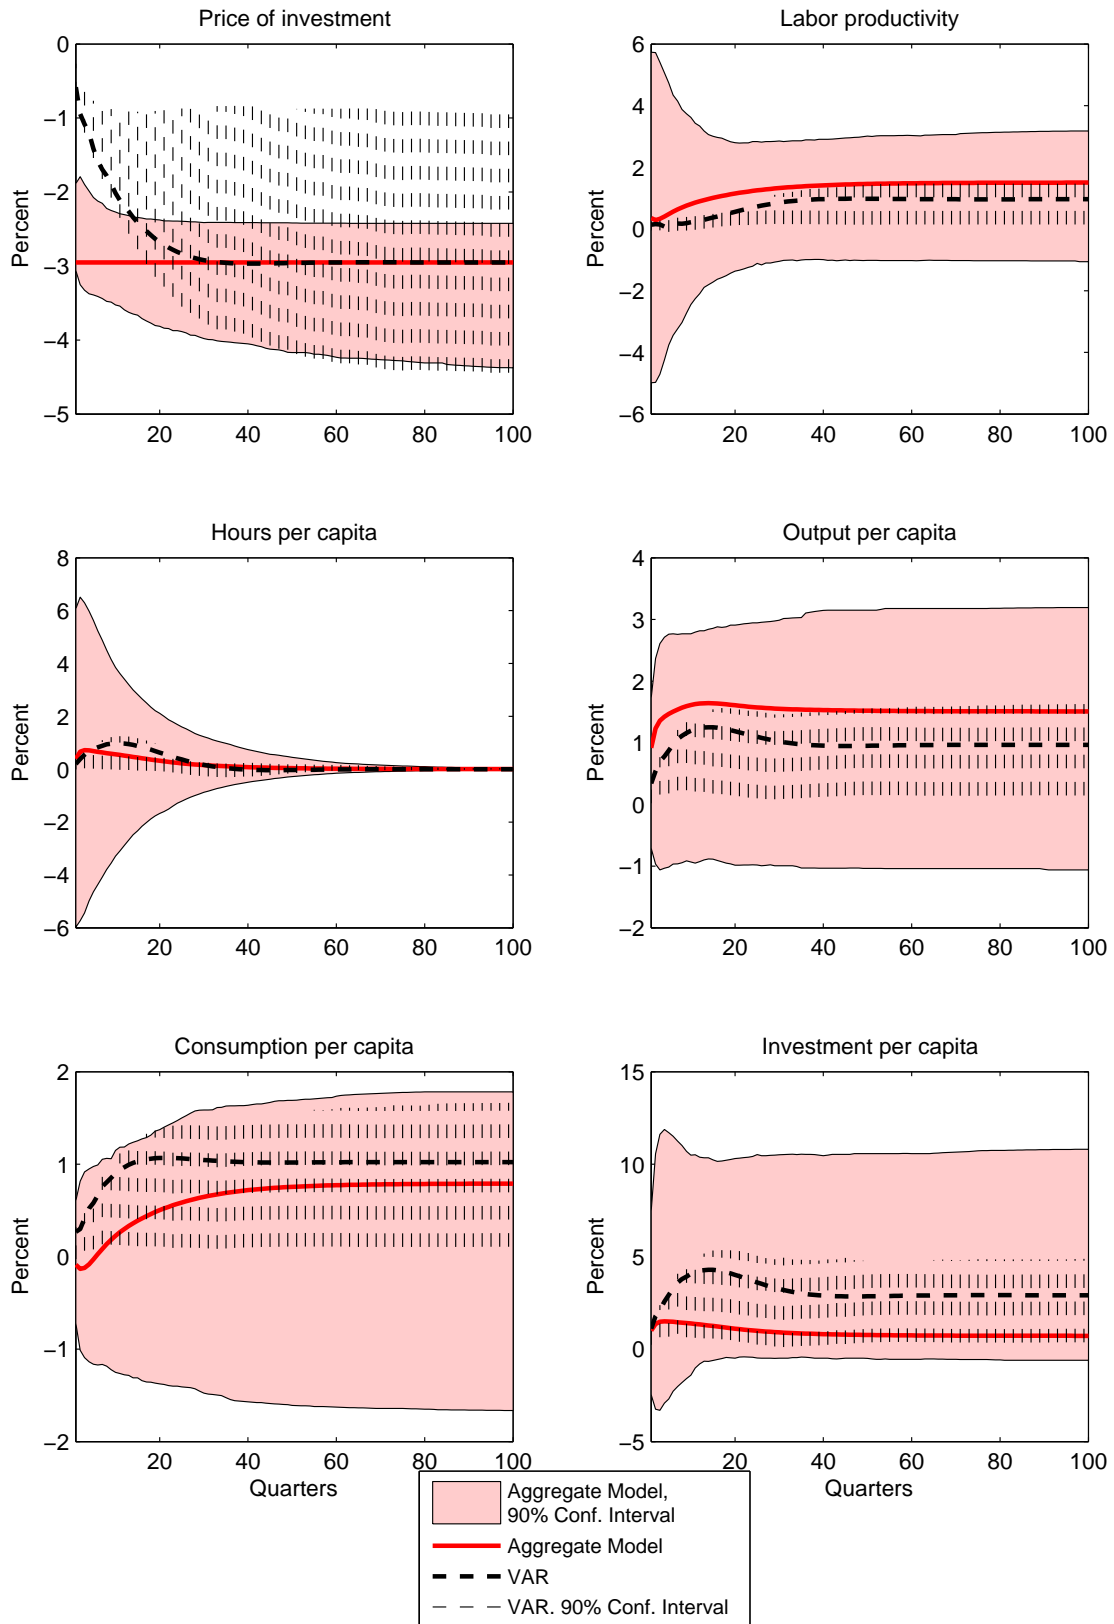 Price of investment
Percent
0
−1
−2
−3
−4
−5
20 40 60 80 100
Labor productivity
Percent
6
4
2
0
−2
−4
−6
20 40 60 80 100
Hours per capita
Percent
8
6
4
2
0
−2
−4
−6
20 40 60 80 100
Output per capita
Percent
4
3
2
1
0
−1
−2
20 40 60 80 100
Consumption per capita
Percent
2
1
0
−1
−2
20 40 60 80 100
Quarters
Investment per capita
Percent
15
10
5
0
−5
20 40 60 80 100
Quarters
Aggregate Model,
90% Conf. Interval
Aggregate Model
VAR
VAR. 90% Conf. Interval